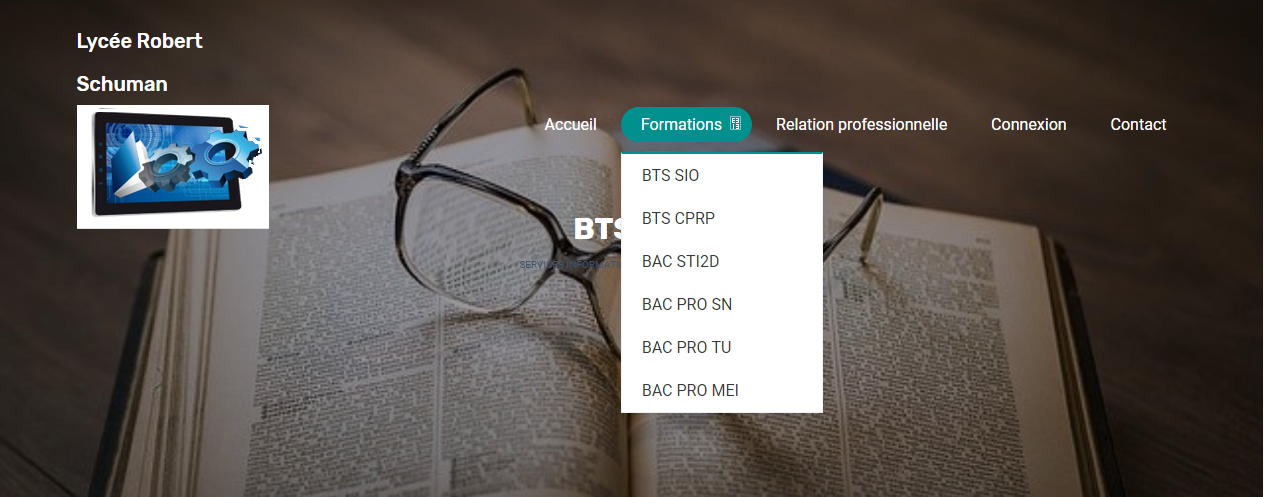 Lycée Robert
Schuman
Accueil
Formations
Relation professionnelle
Connexion
Contact
BTS SIO
BTS CPRP
BAC STI2D
BAC PRO SN
BAC PRO TU
BAC PRO MEI
BTS